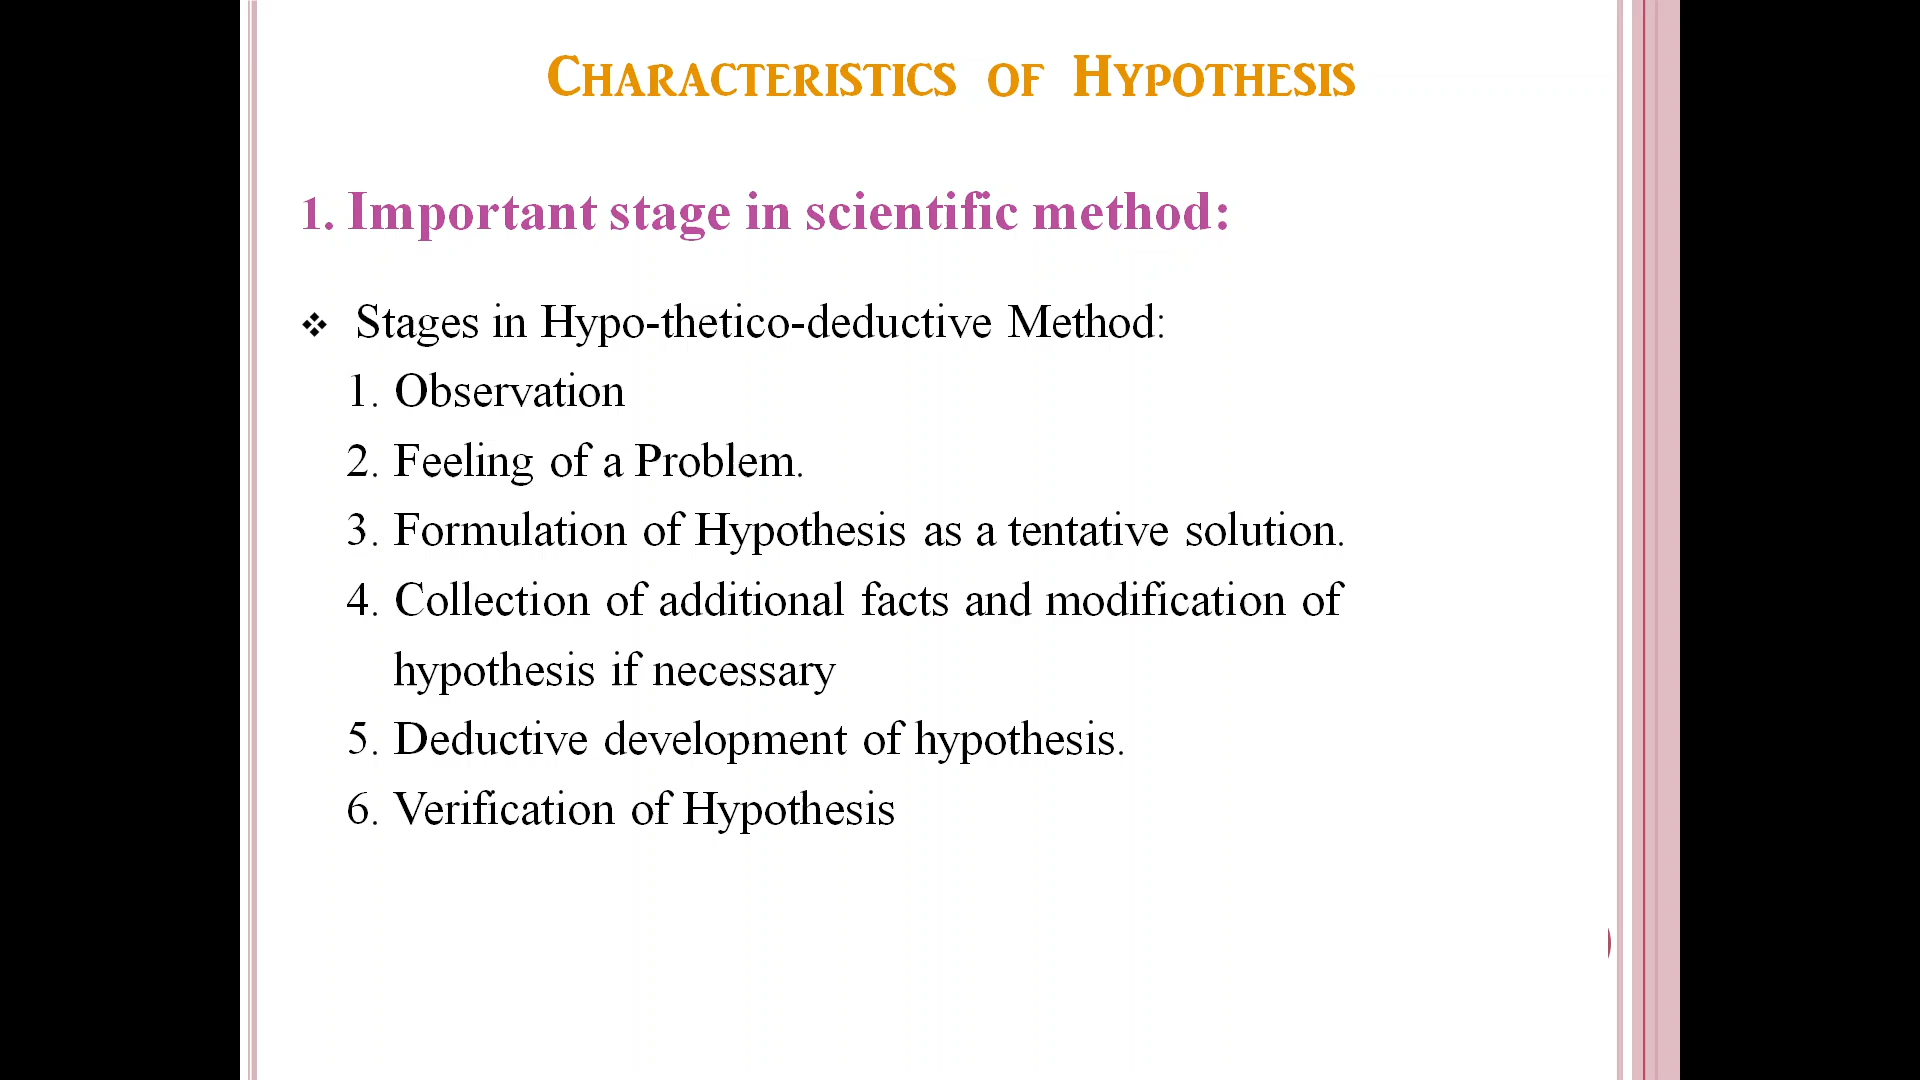 Characteristics of Hypothesis
1. Important stage in scientific method:
❖ Stages in Hypo-thetico-deductive Method:
1. Observation
2. Feeling of a Problem.
3. Formulation of Hypothesis as a tentative solution.
4. Collection of additional facts and modification of
hypothesis if necessary
5. Deductive development of hypothesis.
6. Verification of Hypothesis